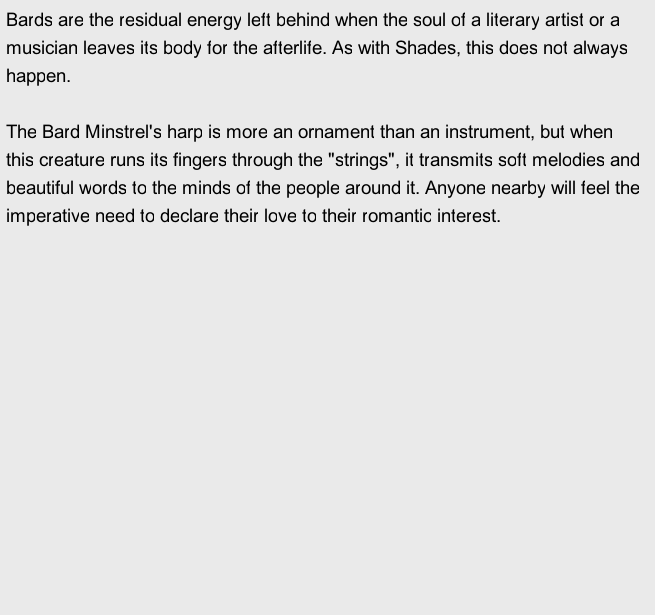 Bards are the residual energy left behind when the soul of a literary artist or a
musician leaves its body for the afterlife. As with Shades, this does not always
happen.
The Bard Minstrel's harp is more an ornament than an instrument, but when
this creature runs its fingers through the "strings", it transmits soft melodies and
beautiful words to the minds of the people around it. Anyone nearby will feel the
imperative need to declare their love to their romantic interest.